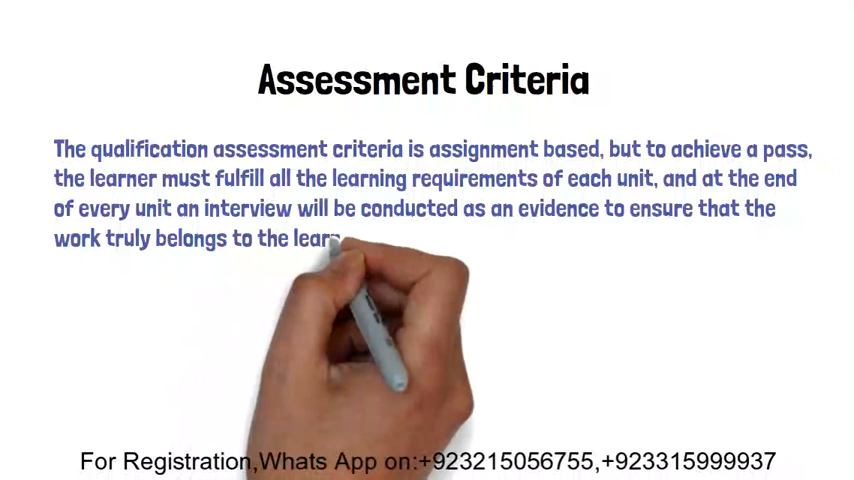 Assessment Criteria
The qualification assessment criteria is assignment based, but to achieve a pass,
the learner must fulfill all the learning requirements of each unit, and at the end
of every unit an interview will be conducted as an evidence to ensure that the
work truly belongs to the lear
For Registration,Whats App on:+923215056755,+923315999937